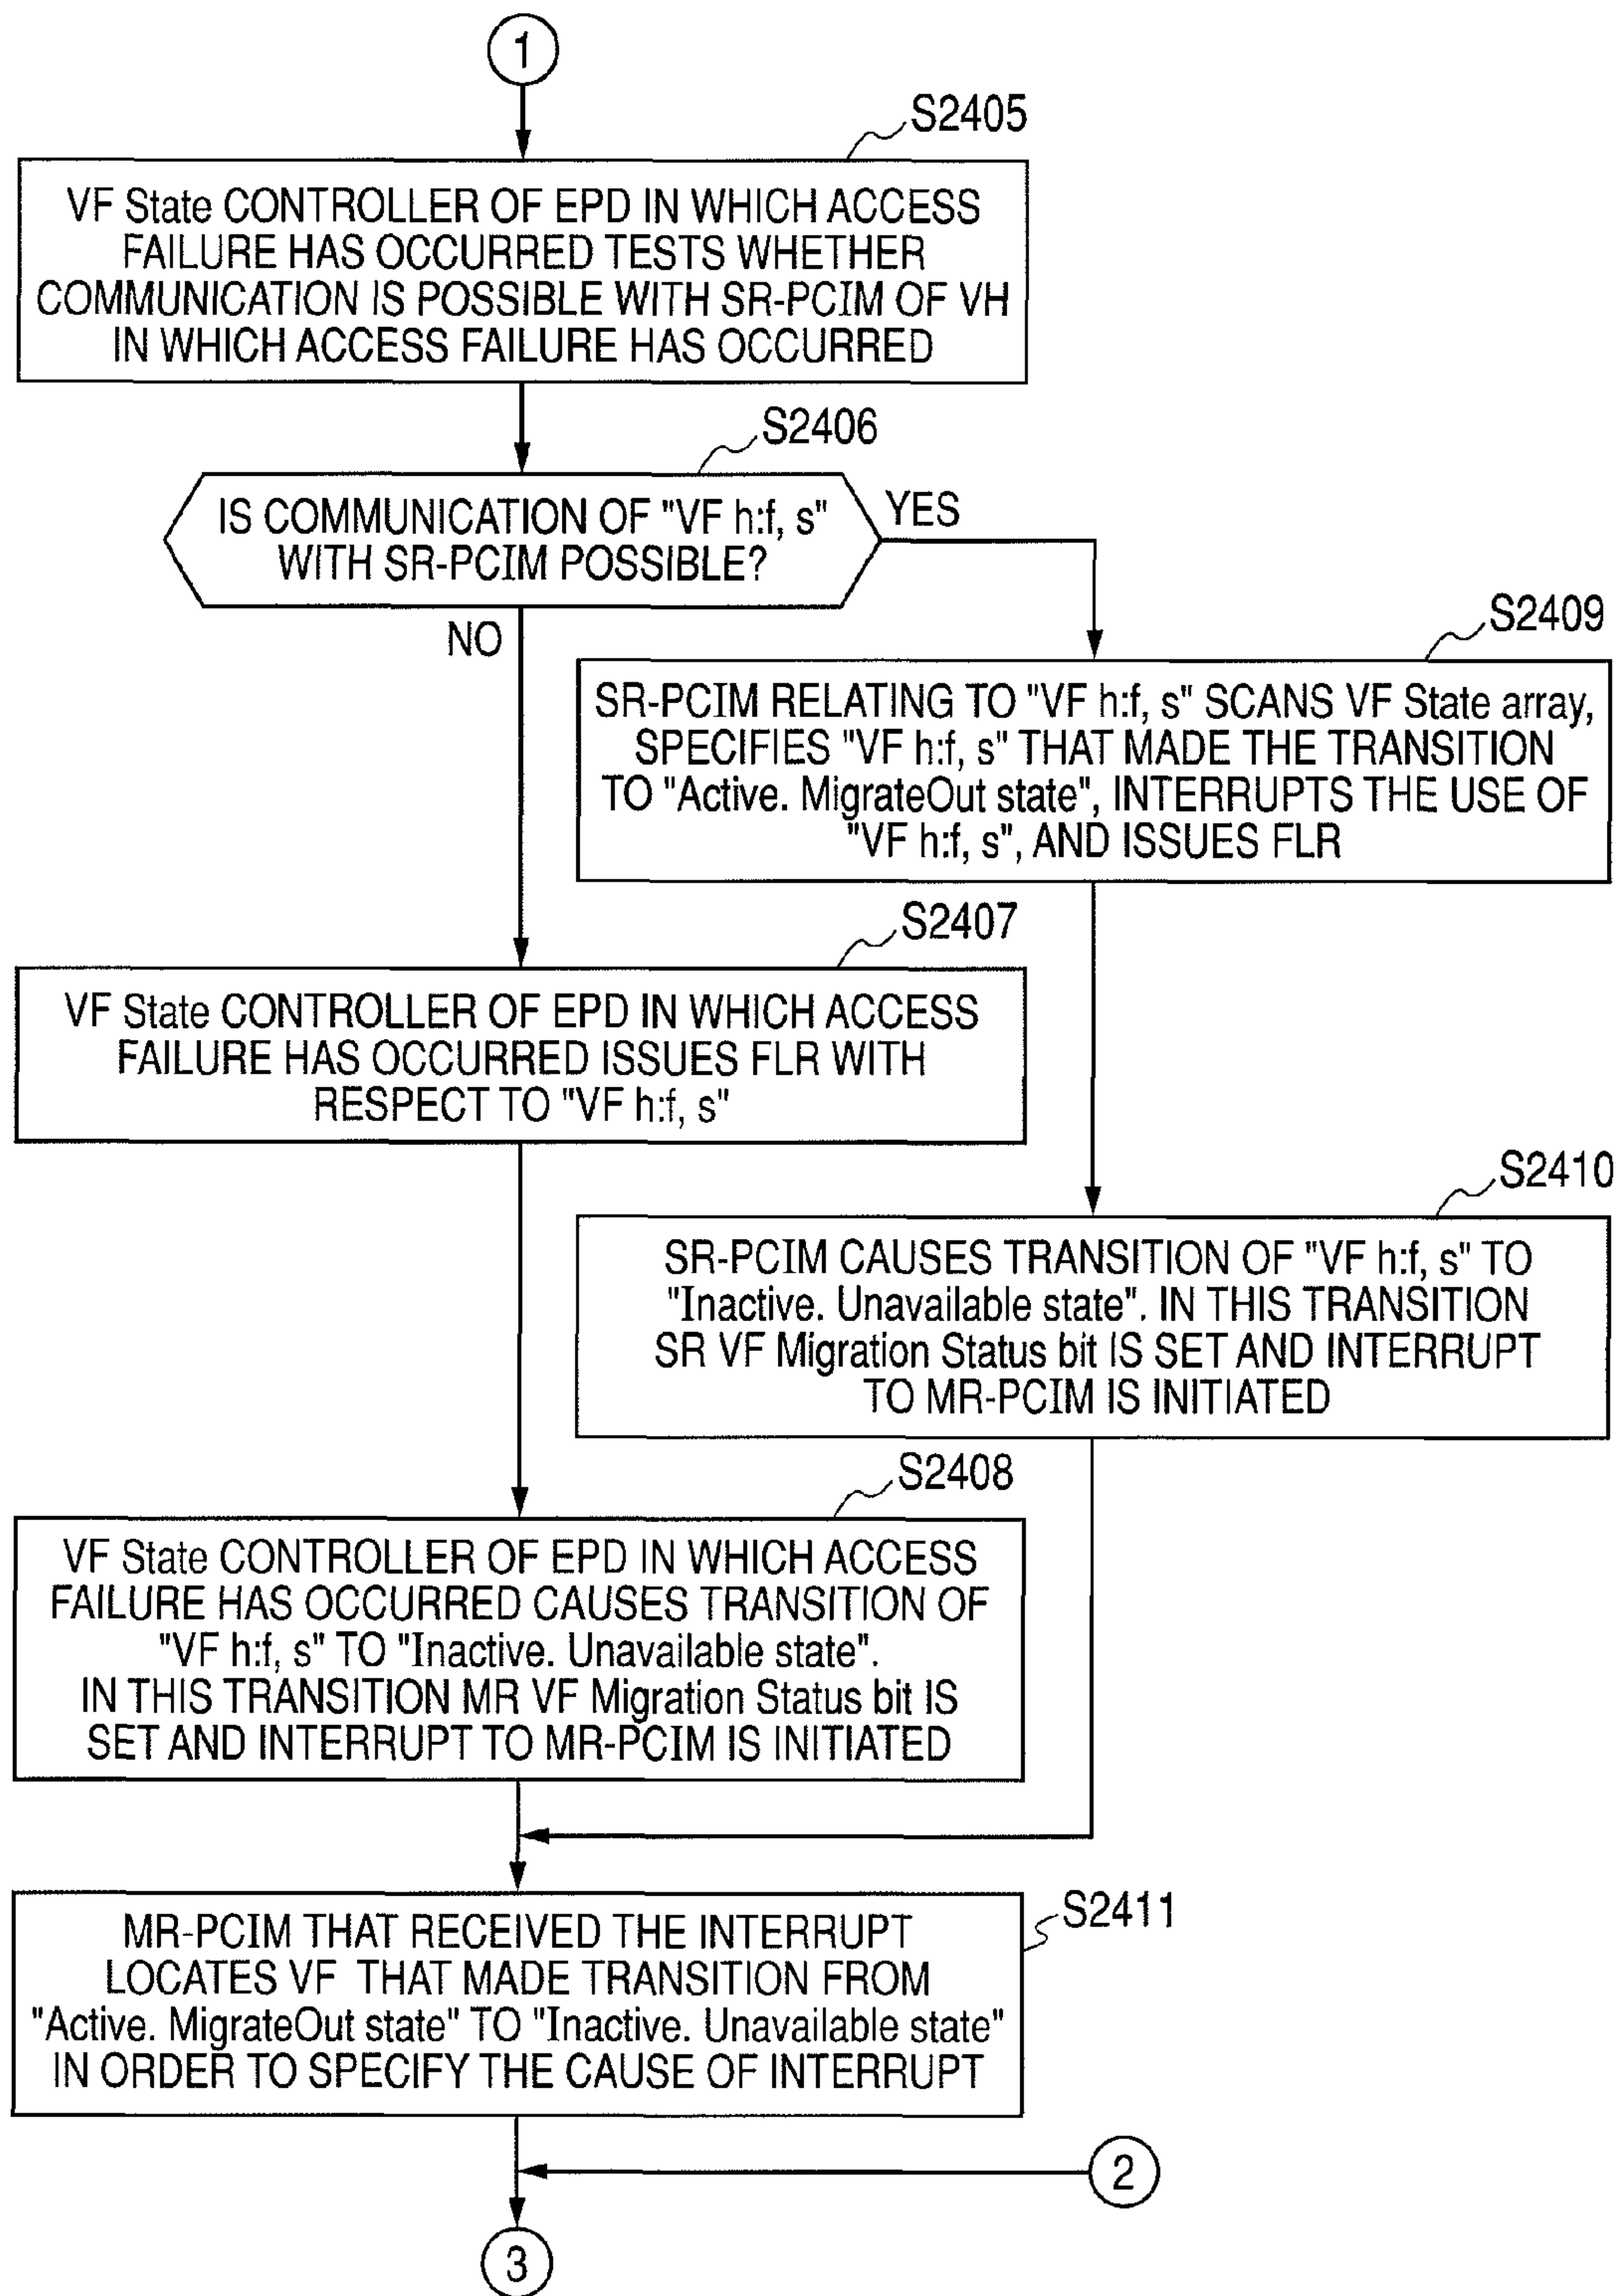 1
S2405
VF State CONTROLLER OF EPD IN WHICH ACCESS
FAILURE HAS OCCURRED TESTS WHETHER
COMMUNICATION IS POSSIBLE WITH SR-PCIM OF VH
IN WHICH ACCESS FAILURE HAS OCCURRED
S2406
IS COMMUNICATION OF "VF h:f, s"
WITH SR-PCIM POSSIBLE?
YES
NO
S2409
SR-PCIM RELATING TO "VF h:f, s" SCANS VF State array,
SPECIFIES "VF h:f, s" THAT MADE THE TRANSITION
TO "Active. MigrateOut state", INTERRUPTS THE USE OF
"VF h:f, s", AND ISSUES FLR
S2407
VF State CONTROLLER OF EPD IN WHICH ACCESS
FAILURE HAS OCCURRED ISSUES FLR WITH
RESPECT TO "VF h:f, s"
S2410
SR-PCIM CAUSES TRANSITION OF "VF h:f, s" TO
"Inactive. Unavailable state". IN THIS TRANSITION
SR VF Migration Status bit IS SET AND INTERRUPT
TO MR-PCIM IS INITIATED
S2408
VF State CONTROLLER OF EPD IN WHICH ACCESS
FAILURE HAS OCCURRED CAUSES TRANSITION OF
"VF h:f, s" TO "Inactive. Unavailable state".
IN THIS TRANSITION MR VF Migration Status bit IS
SET AND INTERRUPT TO MR-PCIM IS INITIATED
S2411
MR-PCIM THAT RECEIVED THE INTERRUPT
LOCATES VF THAT MADE TRANSITION FROM
"Active. MigrateOut state" TO "Inactive. Unavailable state"
IN ORDER TO SPECIFY THE CAUSE OF INTERRUPT
2
3